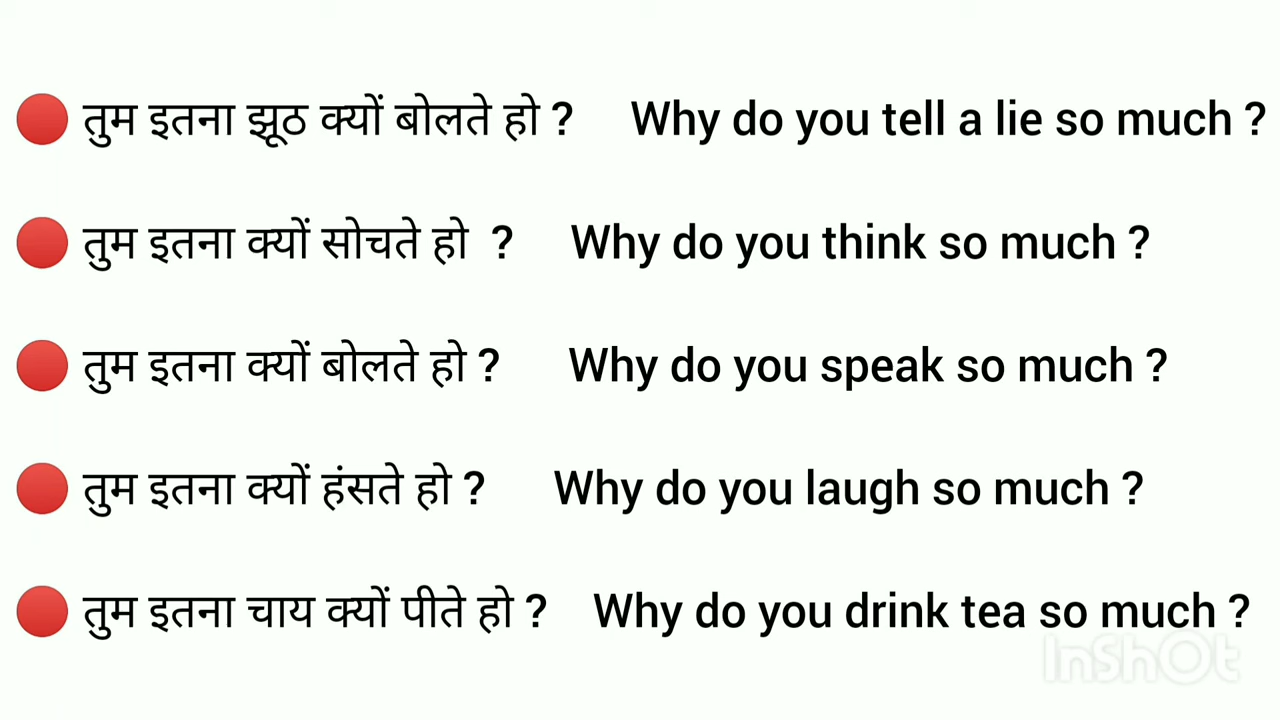 तुम इतना झूठ क्यों बोलते हो ? Why do you tell a lie so much ?
तुम इतना क्यों सोचते हो ? Why do you think so much ?
तुम इतना क्यों बोलते हो ? Why do you speak so much ?
तुम इतना क्यों हंसते हो ? Why do you laugh so much ?
तुम इतना चाय क्यों पीते हो ? Why do you drink tea so much ?
InShOt